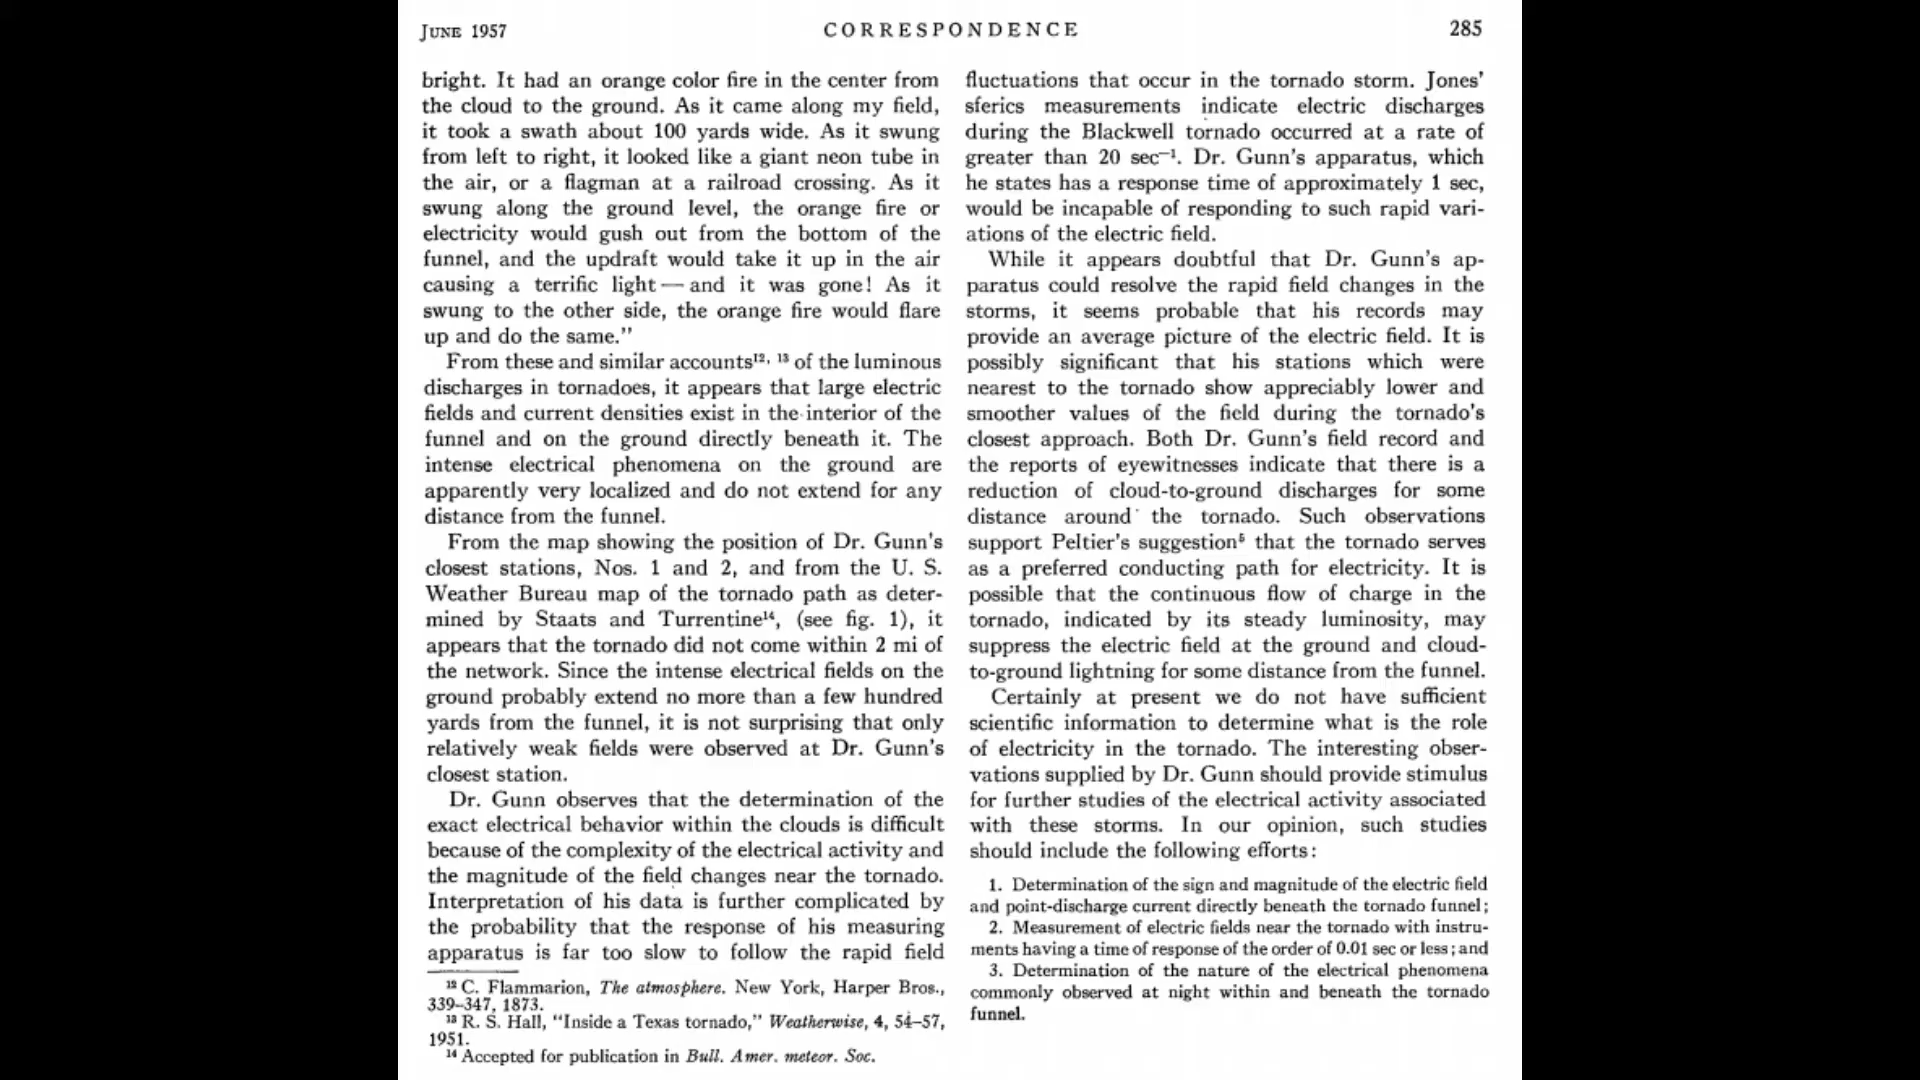 JUNE 1957
CORRESPONDENCE
285
bright. It had an orange color fire in the center from
the cloud to the ground. As it came along my field,
it took a swath about 100 yards wide. As it swung
from left to right, it looked like a giant neon tube in
the air, or a flagman at a railroad crossing. As it
swung along the ground level, the orange fire or
electricity would gush out from the bottom of the
funnel, and the updraft would take it up in the air
causing a terrific light — and it was gone! As it
swung to the other side, the orange fire would flare
up and do the same.”
From these and similar accounts¹², ¹³ of the luminous
discharges in tornadoes, it appears that large electric
fields and current densities exist in the interior of the
funnel and on the ground directly beneath it. The
intense electrical phenomena on the ground are
apparently very localized and do not extend for any
distance from the funnel.
From the map showing the position of Dr. Gunn’s
closest stations, Nos. 1 and 2, and from the U. S.
Weather Bureau map of the tornado path as deter-
mined by Staats and Turrentine¹⁴, (see fig. 1), it
appears that the tornado did not come within 2 mi of
the network. Since the intense electrical fields on the
ground probably extend no more than a few hundred
yards from the funnel, it is not surprising that only
relatively weak fields were observed at Dr. Gunn’s
closest station.
Dr. Gunn observes that the determination of the
exact electrical behavior within the clouds is difficult
because of the complexity of the electrical activity and
the magnitude of the field changes near the tornado.
Interpretation of his data is further complicated by
the probability that the response of his measuring
apparatus is far too slow to follow the rapid field
¹² C. Flammarion, The atmosphere. New York, Harper Bros.,
339–347, 1873.
¹³ R. S. Hall, “Inside a Texas tornado,” Weatherwise, 4, 54–57,
1951.
¹⁴ Accepted for publication in Bull. Amer. meteor. Soc.
fluctuations that occur in the tornado storm. Jones’
sferics measurements indicate electric discharges
during the Blackwell tornado occurred at a rate of
greater than 20 sec⁻¹. Dr. Gunn’s apparatus, which
he states has a response time of approximately 1 sec,
would be incapable of responding to such rapid vari-
ations of the electric field.
While it appears doubtful that Dr. Gunn’s ap-
paratus could resolve the rapid field changes in the
storms, it seems probable that his records may
provide an average picture of the electric field. It is
possibly significant that his stations which were
nearest to the tornado show appreciably lower and
smoother values of the field during the tornado’s
closest approach. Both Dr. Gunn’s field record and
the reports of eyewitnesses indicate that there is a
reduction of cloud-to-ground discharges for some
distance around the tornado. Such observations
support Peltier’s suggestion⁵ that the tornado serves
as a preferred conducting path for electricity. It is
possible that the continuous flow of charge in the
tornado, indicated by its steady luminosity, may
suppress the electric field at the ground and cloud-
to-ground lightning for some distance from the funnel.
Certainly at present we do not have sufficient
scientific information to determine what is the role
of electricity in the tornado. The interesting obser-
vations supplied by Dr. Gunn should provide stimulus
for further studies of the electrical activity associated
with these storms. In our opinion, such studies
should include the following efforts:
1. Determination of the sign and magnitude of the electric field
and point-discharge current directly beneath the tornado funnel;
2. Measurement of electric fields near the tornado with instru-
ments having a time of response of the order of 0.01 sec or less; and
3. Determination of the nature of the electrical phenomena
commonly observed at night within and beneath the tornado
funnel.